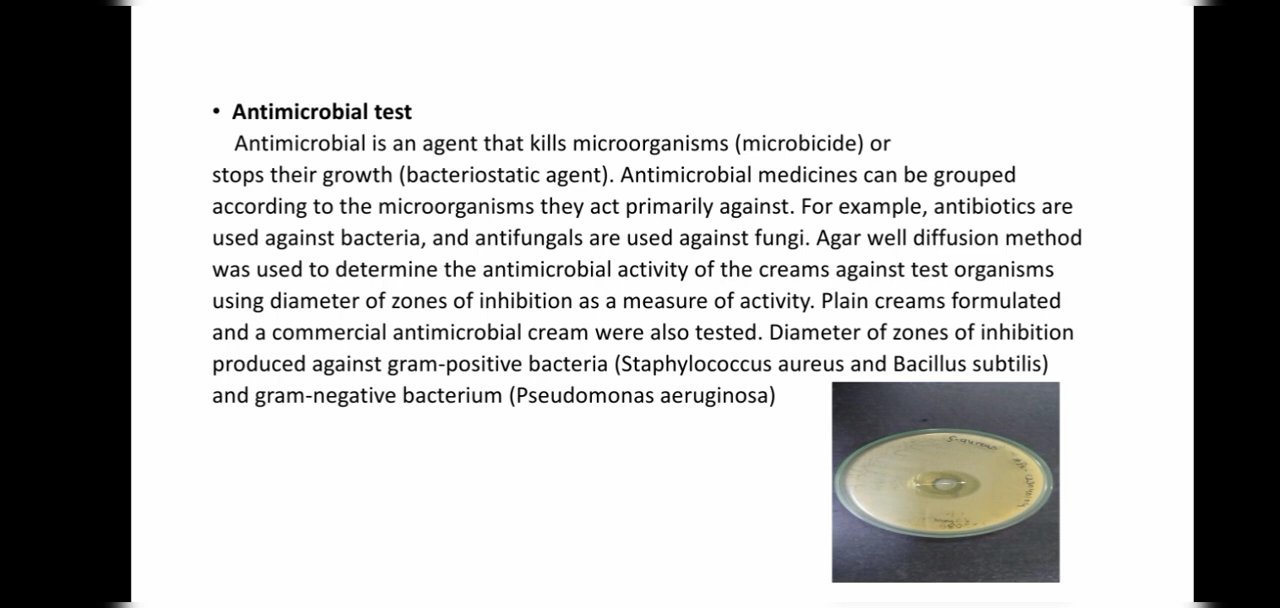 • Antimicrobial test
Antimicrobial is an agent that kills microorganisms (microbicide) or
stops their growth (bacteriostatic agent). Antimicrobial medicines can be grouped
according to the microorganisms they act primarily against. For example, antibiotics are
used against bacteria, and antifungals are used against fungi. Agar well diffusion method
was used to determine the antimicrobial activity of the creams against test organisms
using diameter of zones of inhibition as a measure of activity. Plain creams formulated
and a commercial antimicrobial cream were also tested. Diameter of zones of inhibition
produced against gram-positive bacteria (Staphylococcus aureus and Bacillus subtilis)
and gram-negative bacterium (Pseudomonas aeruginosa)
S-aureus